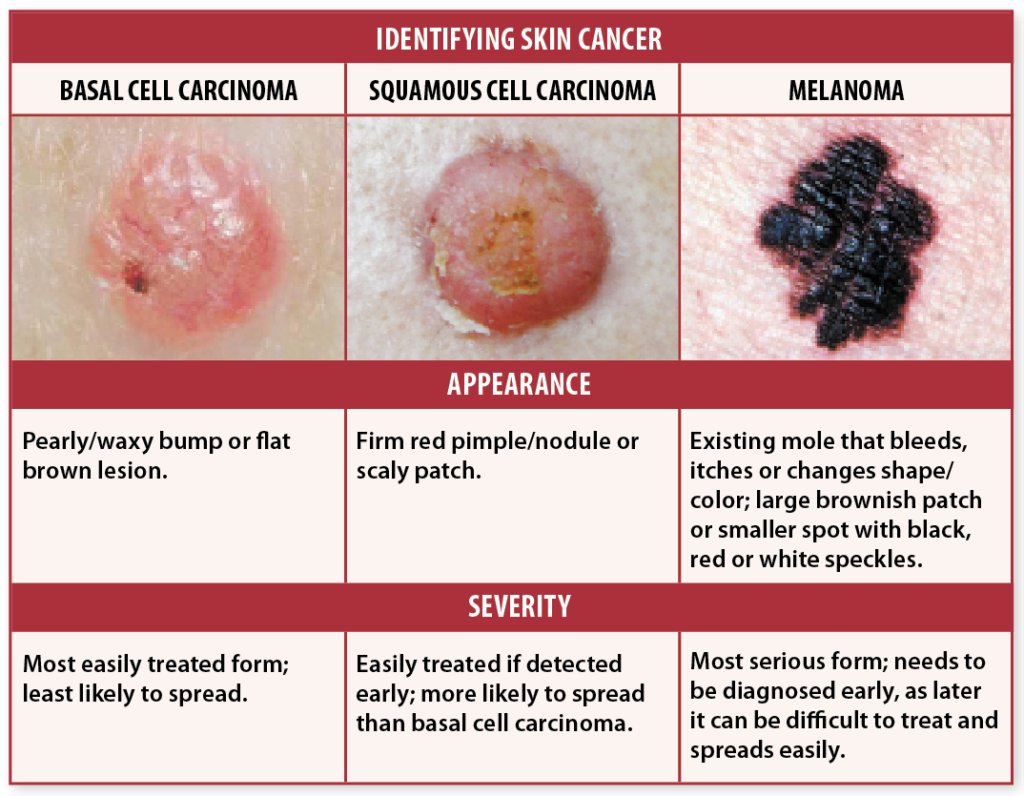 IDENTIFYING SKIN CANCER
BASAL CELL CARCINOMA
SQUAMOUS CELL CARCINOMA
MELANOMA
APPEARANCE
Pearly/waxy bump or flat
brown lesion.
Firm red pimple/nodule or
scaly patch.
Existing mole that bleeds,
itches or changes shape/
color; large brownish patch
or smaller spot with black,
red or white speckles.
SEVERITY
Most easily treated form;
least likely to spread.
Easily treated if detected
early; more likely to spread
than basal cell carcinoma.
Most serious form; needs to
be diagnosed early, as later
it can be difficult to treat and
spreads easily.